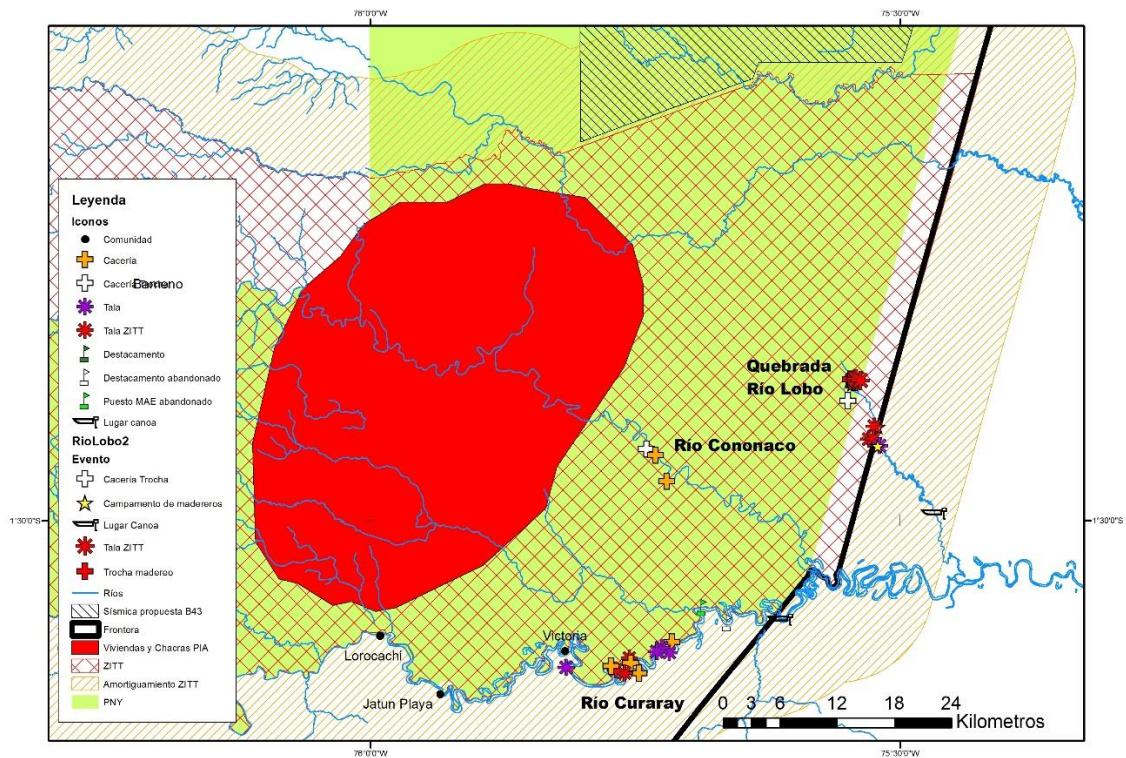 76°0'0"W
75°30'0"W
Leyenda
Iconos
Comunidad
Cacería
Cacería
Bameno
Tala
Tala ZITT
Destacamento
Destacamento abandonado
Puesto MAE abandonado
Lugar canoa
RioLobo2
Evento
Cacería Trocha
Campamento de madereros
Lugar Canoa
Tala ZITT
Trocha madereo
Ríos
Sísmica propuesta B43
Frontera
Viviendas y Chacras PIA
ZITT
Amortiguamiento ZITT
PNY
Quebrada
Río Lobo
Río Cononaco
1°30'0"S
1°30'0"S
Victoria
Lorocachi
Jatun Playa
Río Curaray
0 3 6 12 18 24
Kilometros
76°0'0"W
75°30'0"W